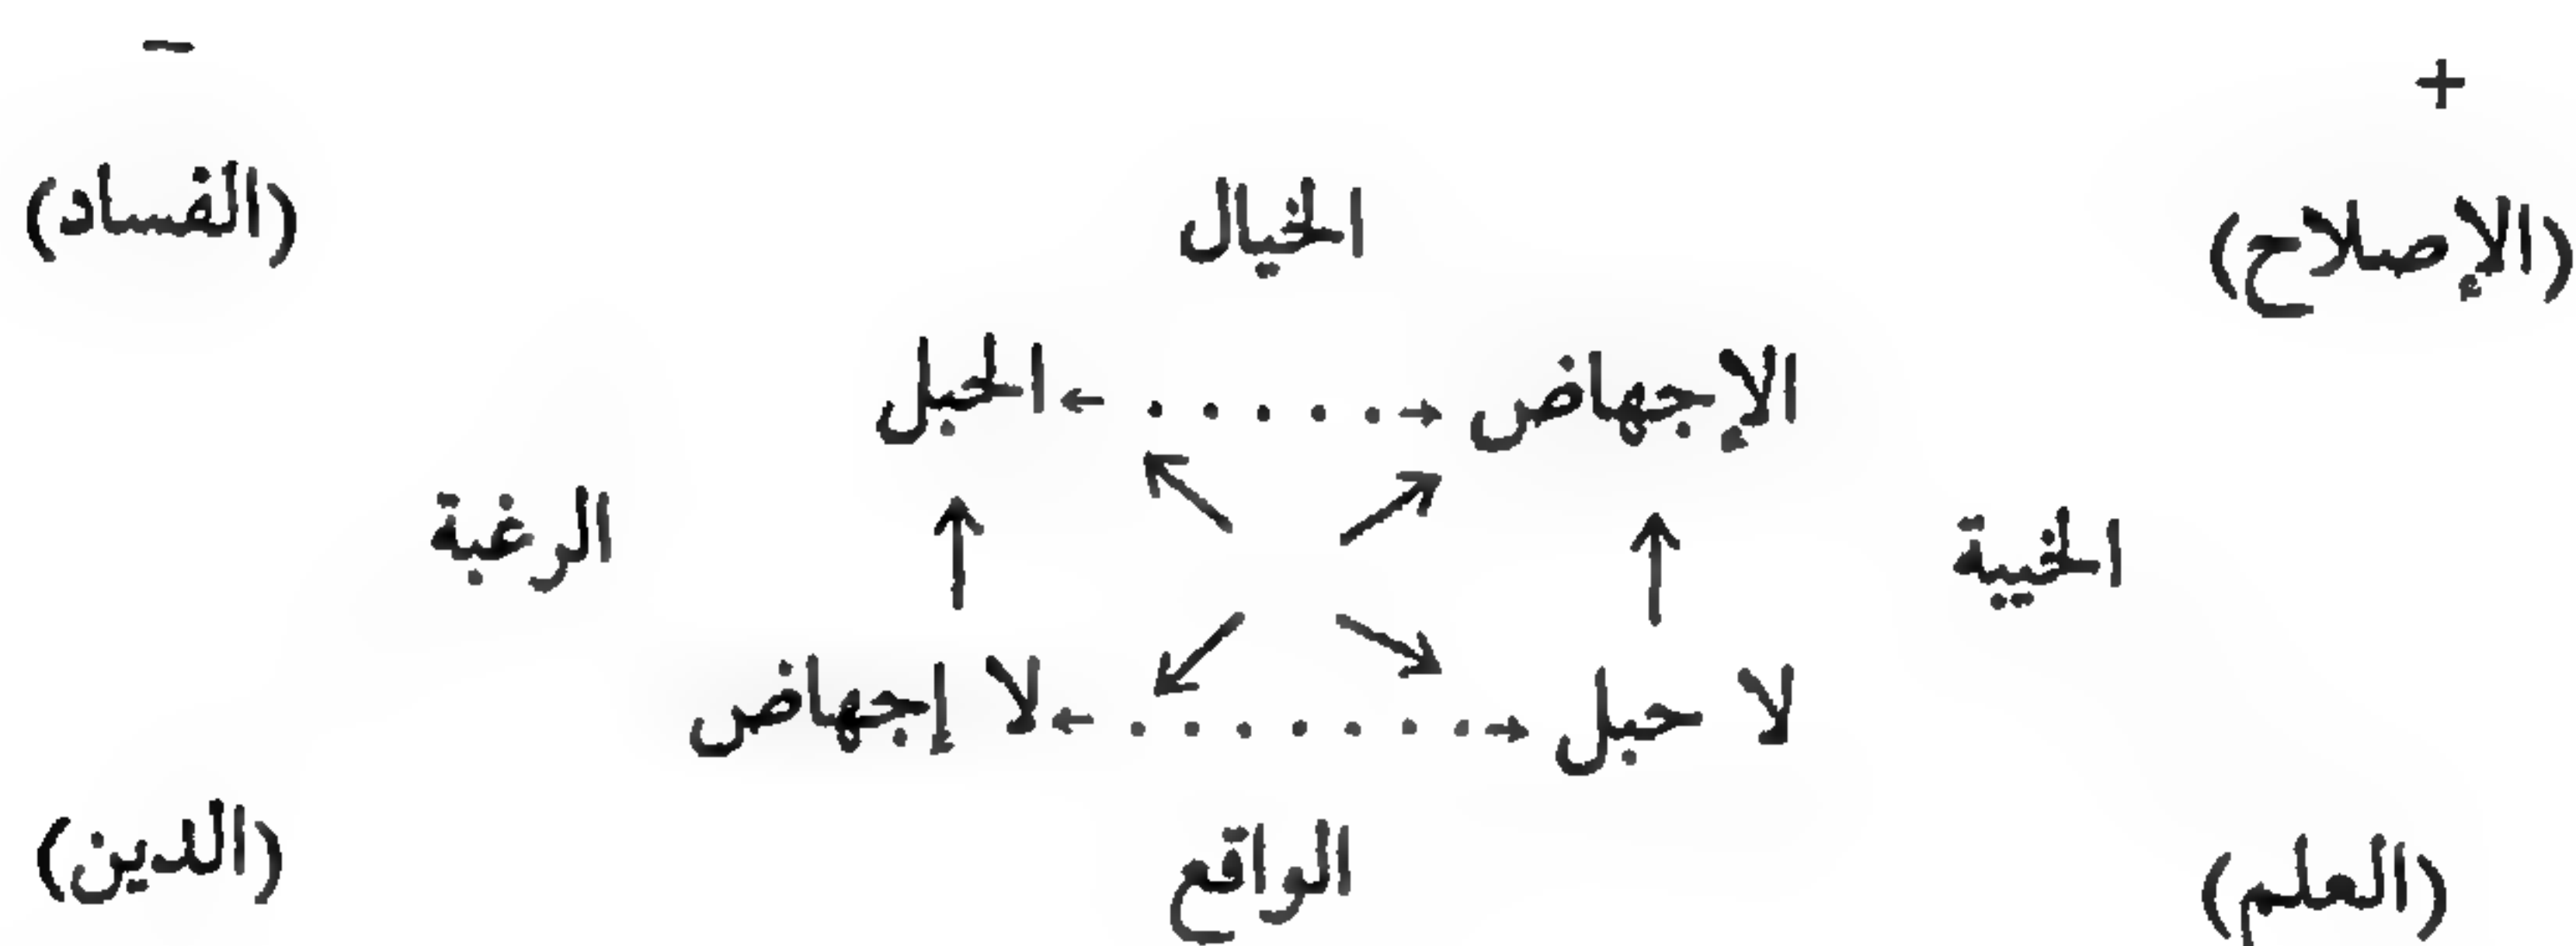 + −
(الإصلاح) الخيال (الفساد)
الإجهاض ←.....→ الحبل
الخيبة الرغبة
لا حبل ←.......→ لا إجهاض
(العلم) الواقع (الدين)